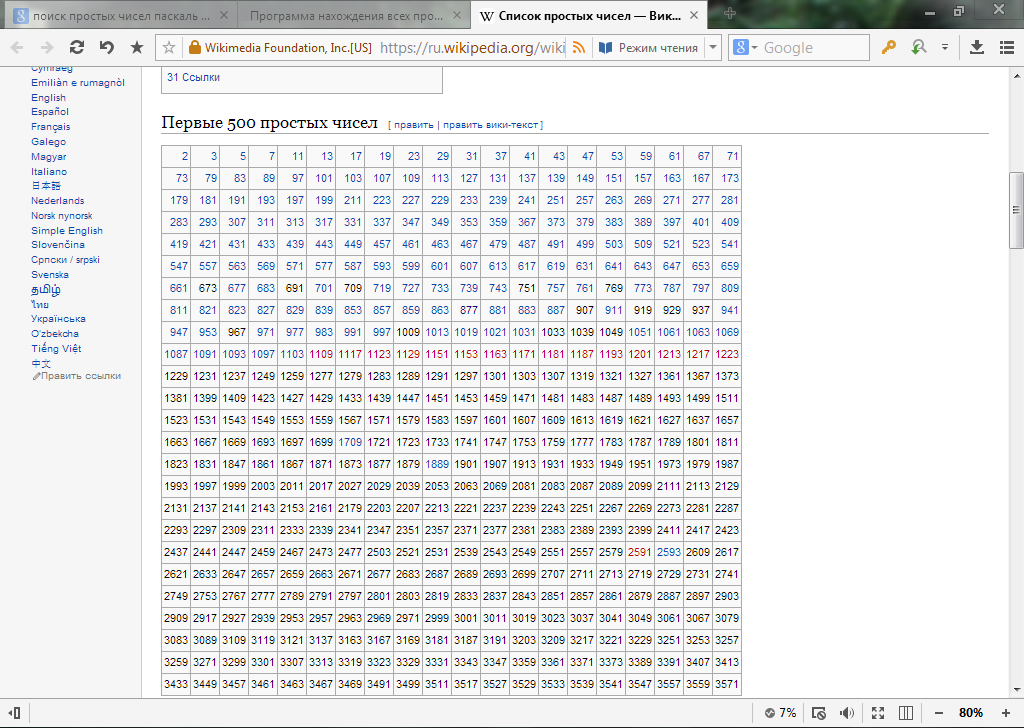 поиск простых чисел паскаль ...
Программа нахождения всех про...
Список простых чисел — Вик...
Wikimedia Foundation, Inc.[US] https://ru.wikipedia.org/wiki
Режим чтения
Google
Cymraeg
Emiliàn e rumagnòl
English
Español
Français
Galego
Magyar
Italiano
日本語
Nederlands
Norsk nynorsk
Simple English
Slovenčina
Српски / srpski
Svenska
தமிழ்
ไทย
Українська
O'zbekcha
Tiếng Việt
中文
Править ссылки
31 Ссылки
Первые 500 простых чисел [ править | править вики-текст ]
2 3 5 7 11 13 17 19 23 29 31 37 41 43 47 53 59 61 67 71
73 79 83 89 97 101 103 107 109 113 127 131 137 139 149 151 157 163 167 173
179 181 191 193 197 199 211 223 227 229 233 239 241 251 257 263 269 271 277 281
283 293 307 311 313 317 331 337 347 349 353 359 367 373 379 383 389 397 401 409
419 421 431 433 439 443 449 457 461 463 467 479 487 491 499 503 509 521 523 541
547 557 563 569 571 577 587 593 599 601 607 613 617 619 631 641 643 647 653 659
661 673 677 683 691 701 709 719 727 733 739 743 751 757 761 769 773 787 797 809
811 821 823 827 829 839 853 857 859 863 877 881 883 887 907 911 919 929 937 941
947 953 967 971 977 983 991 997 1009 1013 1019 1021 1031 1033 1039 1049 1051 1061 1063 1069
1087 1091 1093 1097 1103 1109 1117 1123 1129 1151 1153 1163 1171 1181 1187 1193 1201 1213 1217 1223
1229 1231 1237 1249 1259 1277 1279 1283 1289 1291 1297 1301 1303 1307 1319 1321 1327 1361 1367 1373
1381 1399 1409 1423 1427 1429 1433 1439 1447 1451 1453 1459 1471 1481 1483 1487 1489 1493 1499 1511
1523 1531 1543 1549 1553 1559 1567 1571 1579 1583 1597 1601 1607 1609 1613 1619 1621 1627 1637 1657
1663 1667 1669 1693 1697 1699 1709 1721 1723 1733 1741 1747 1753 1759 1777 1783 1787 1789 1801 1811
1823 1831 1847 1861 1867 1871 1873 1877 1879 1889 1901 1907 1913 1931 1933 1949 1951 1973 1979 1987
1993 1997 1999 2003 2011 2017 2027 2029 2039 2053 2063 2069 2081 2083 2087 2089 2099 2111 2113 2129
2131 2137 2141 2143 2153 2161 2179 2203 2207 2213 2221 2237 2239 2243 2251 2267 2269 2273 2281 2287
2293 2297 2309 2311 2333 2339 2341 2347 2351 2357 2371 2377 2381 2383 2389 2393 2399 2411 2417 2423
2437 2441 2447 2459 2467 2473 2477 2503 2521 2531 2539 2543 2549 2551 2557 2579 2591 2593 2609 2617
2621 2633 2647 2657 2659 2663 2671 2677 2683 2687 2689 2693 2699 2707 2711 2713 2719 2729 2731 2741
2749 2753 2767 2777 2789 2791 2797 2801 2803 2819 2833 2837 2843 2851 2857 2861 2879 2887 2897 2903
2909 2917 2927 2939 2953 2957 2963 2969 2971 2999 3001 3011 3019 3023 3037 3041 3049 3061 3067 3079
3083 3089 3109 3119 3121 3137 3163 3167 3169 3181 3187 3191 3203 3209 3217 3221 3229 3251 3253 3257
3259 3271 3299 3301 3307 3313 3319 3323 3329 3331 3343 3347 3359 3361 3371 3373 3389 3391 3407 3413
3433 3449 3457 3461 3463 3467 3469 3491 3499 3511 3517 3527 3529 3533 3539 3541 3547 3557 3559 3571
7%
80%